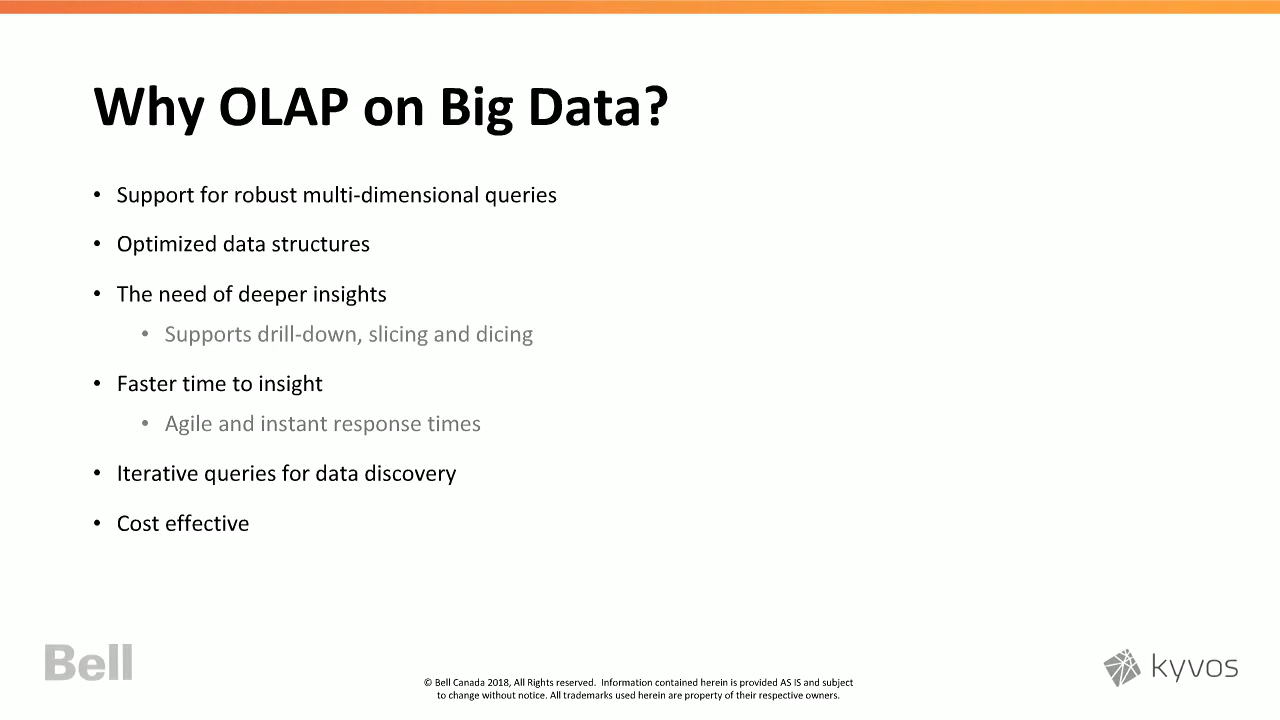 Why OLAP on Big Data?
• Support for robust multi-dimensional queries
• Optimized data structures
• The need of deeper insights
• Supports drill-down, slicing and dicing
• Faster time to insight
• Agile and instant response times
• Iterative queries for data discovery
• Cost effective
Bell
© Bell Canada 2018, All Rights reserved. Information contained herein is provided AS IS and subject
to change without notice. All trademarks used herein are property of their respective owners.
kyvos